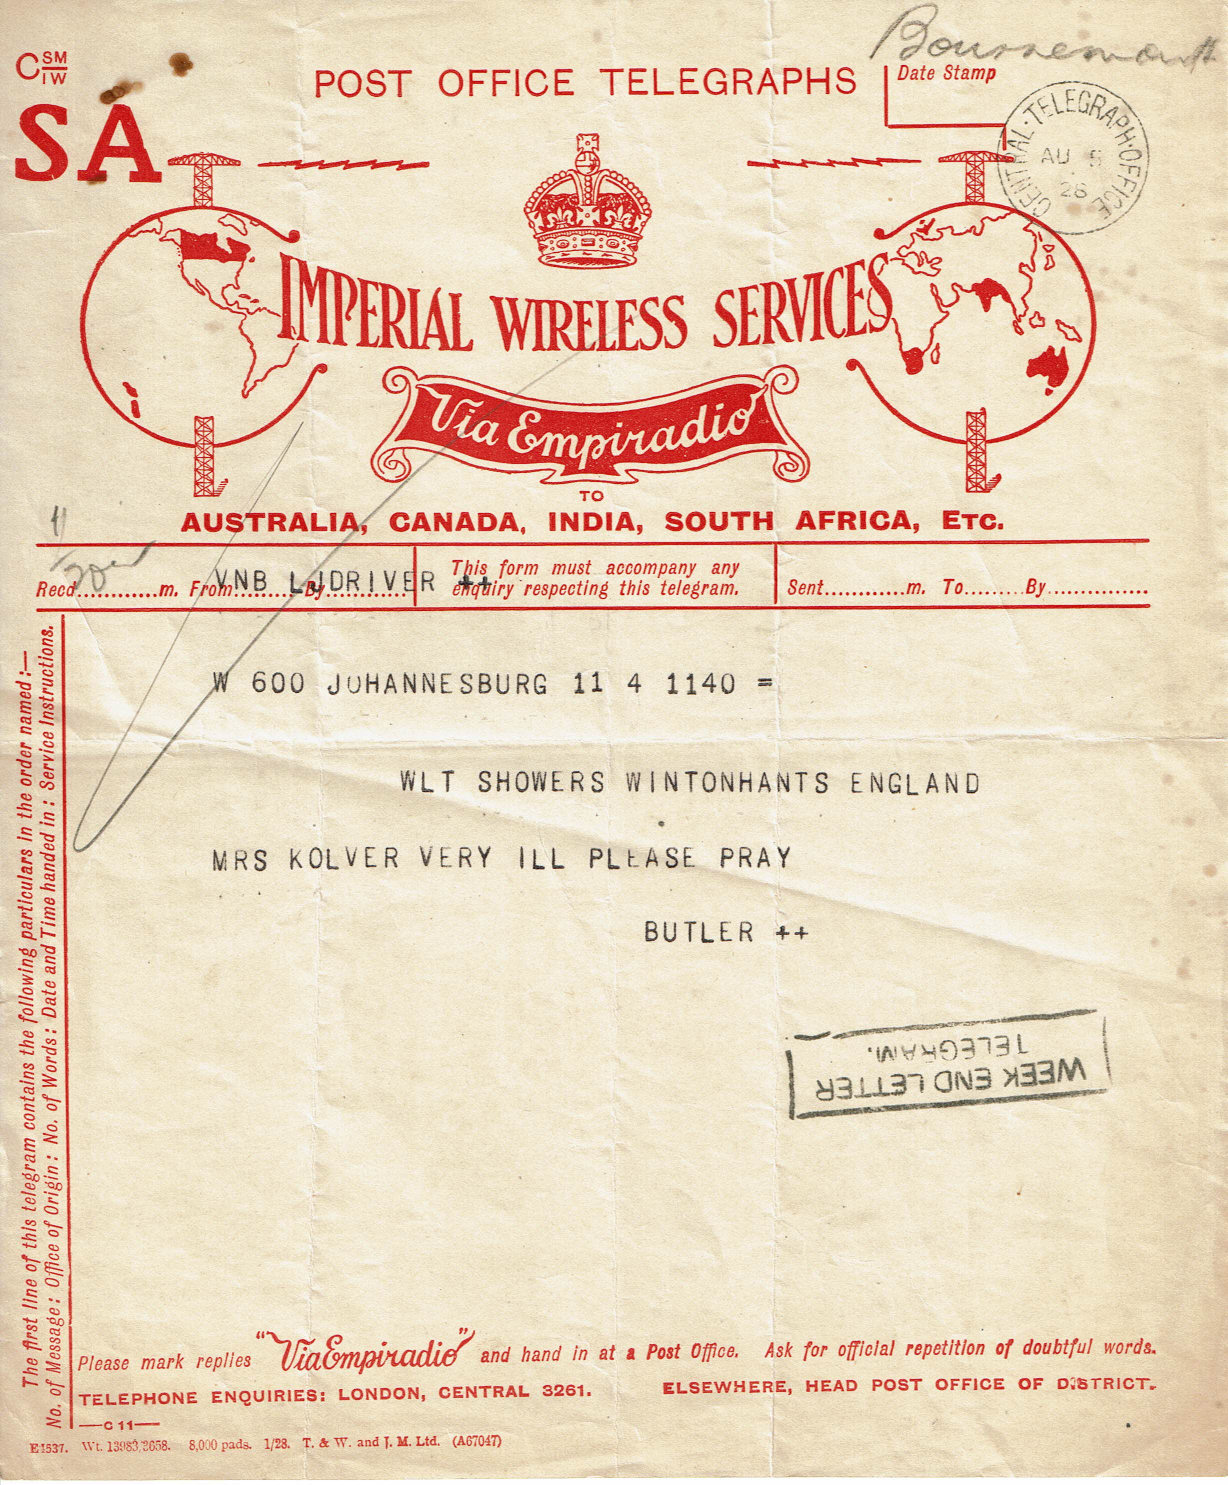 Bournemouth
C SM
IW
SA
POST OFFICE TELEGRAPHS
Date Stamp
CENTRAL·TELEGRAPH·OFFICE
AU 5
28
IMPERIAL WIRELESS SERVICES
Via Empiradio
TO
AUSTRALIA, CANADA, INDIA, SOUTH AFRICA, ETC.
Recd............m. From.........By...........
VNB LJDRIVER ++
This form must accompany any
enquiry respecting this telegram.
Sent............m. To.........By...............
The first line of this telegram contains the following particulars in the order named :—
No. of Message : Office of Origin : No. of Words : Date and Time handed in : Service Instructions.
W 600 JOHANNESBURG 11 4 1140 =
WLT SHOWERS WINTONHANTS ENGLAND
MRS KOLVER VERY ILL PLEASE PRAY
BUTLER ++
WEEK END LETTER
TELEGRAM.
Please mark replies "Via Empiradio" and hand in at a Post Office. Ask for official repetition of doubtful words.
TELEPHONE ENQUIRIES: LONDON, CENTRAL 3261. ELSEWHERE, HEAD POST OFFICE OF DISTRICT.
—C 11—
E4537. Wt. 13983/2658. 8,000 pads. 1/28. T. & W. and J. M. Ltd. (A67047)